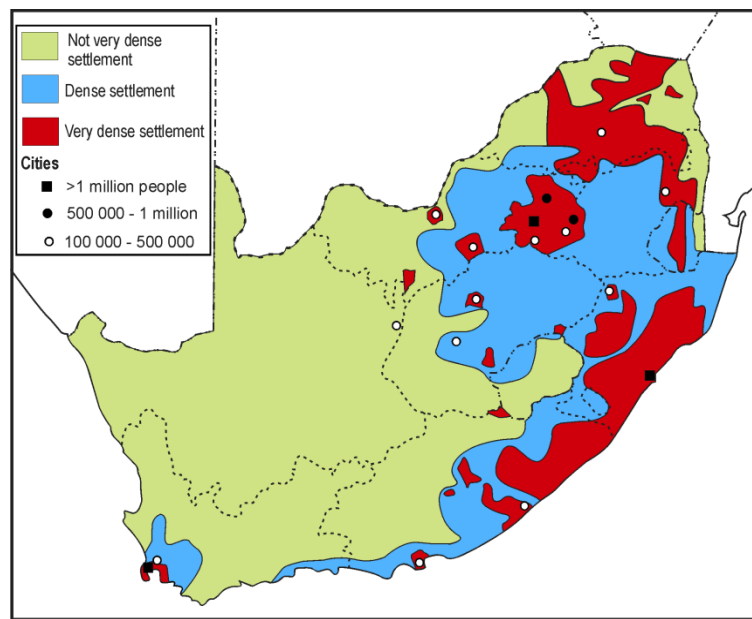 Not very dense
settlement
Dense settlement
Very dense settlement
Cities
>1 million people
500 000 - 1 million
100 000 - 500 000